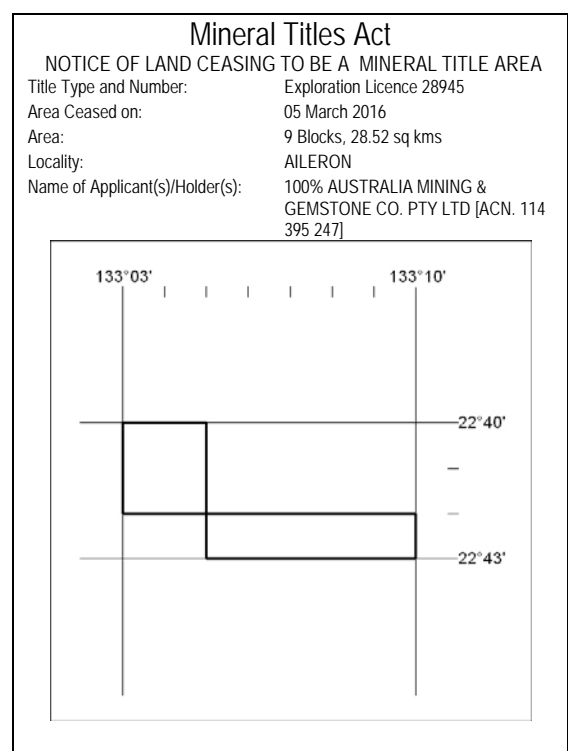 Mineral Titles Act
NOTICE OF LAND CEASING TO BE A MINERAL TITLE AREA
Title Type and Number: Exploration Licence 28945
Area Ceased on: 05 March 2016
Area: 9 Blocks, 28.52 sq kms
Locality: AILERON
Name of Applicant(s)/Holder(s): 100% AUSTRALIA MINING &
GEMSTONE CO. PTY LTD [ACN. 114
395 247]
133°03' 133°10'
22°40'
22°43'